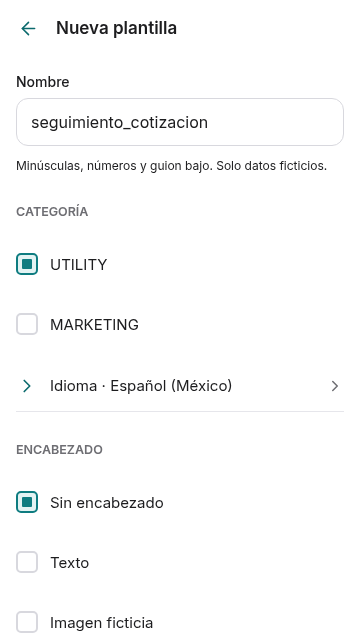 Nueva plantilla
Nombre
seguimiento_cotizacion
Minúsculas, números y guion bajo. Solo datos ficticios.
CATEGORÍA
UTILITY
MARKETING
Idioma · Español (México)
ENCABEZADO
Sin encabezado
Texto
Imagen ficticia